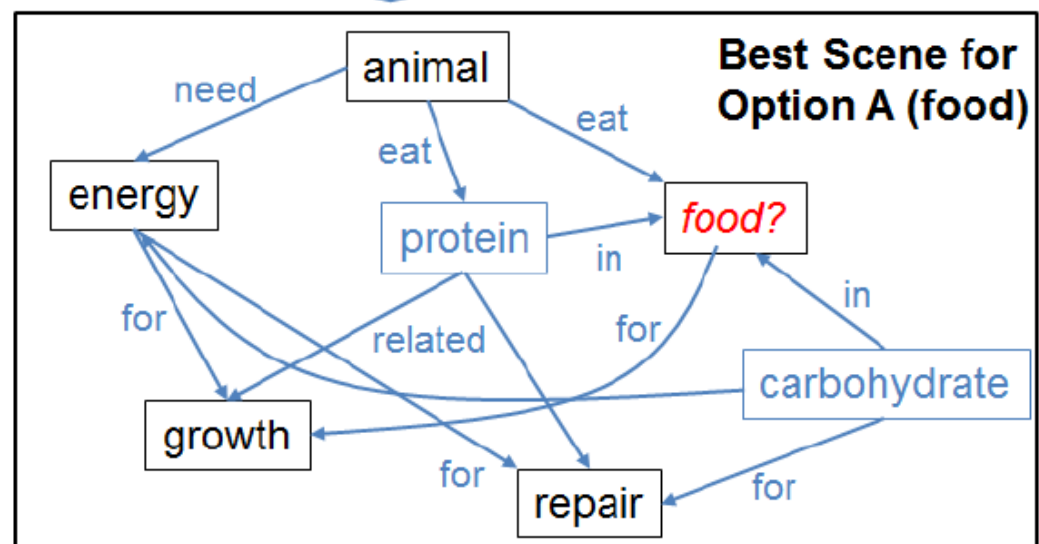 animal
Best Scene for
Option A (food)
need
eat
eat
energy
food?
protein
in
in
for
related
for
carbohydrate
growth
for
repair
for